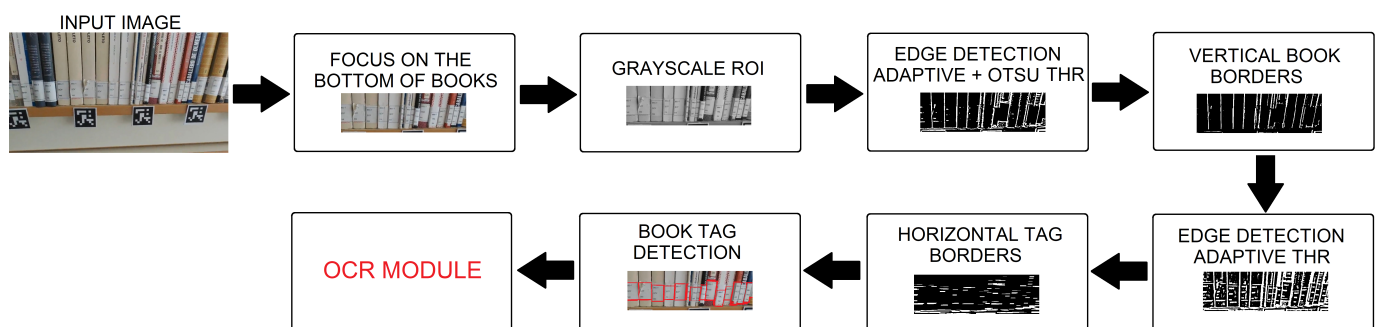 INPUT IMAGE
FOCUS ON THE
BOTTOM OF BOOKS
GRAYSCALE ROI
EDGE DETECTION
ADAPTIVE + OTSU THR
VERTICAL BOOK
BORDERS
EDGE DETECTION
ADAPTIVE THR
HORIZONTAL TAG
BORDERS
BOOK TAG
DETECTION
OCR MODULE